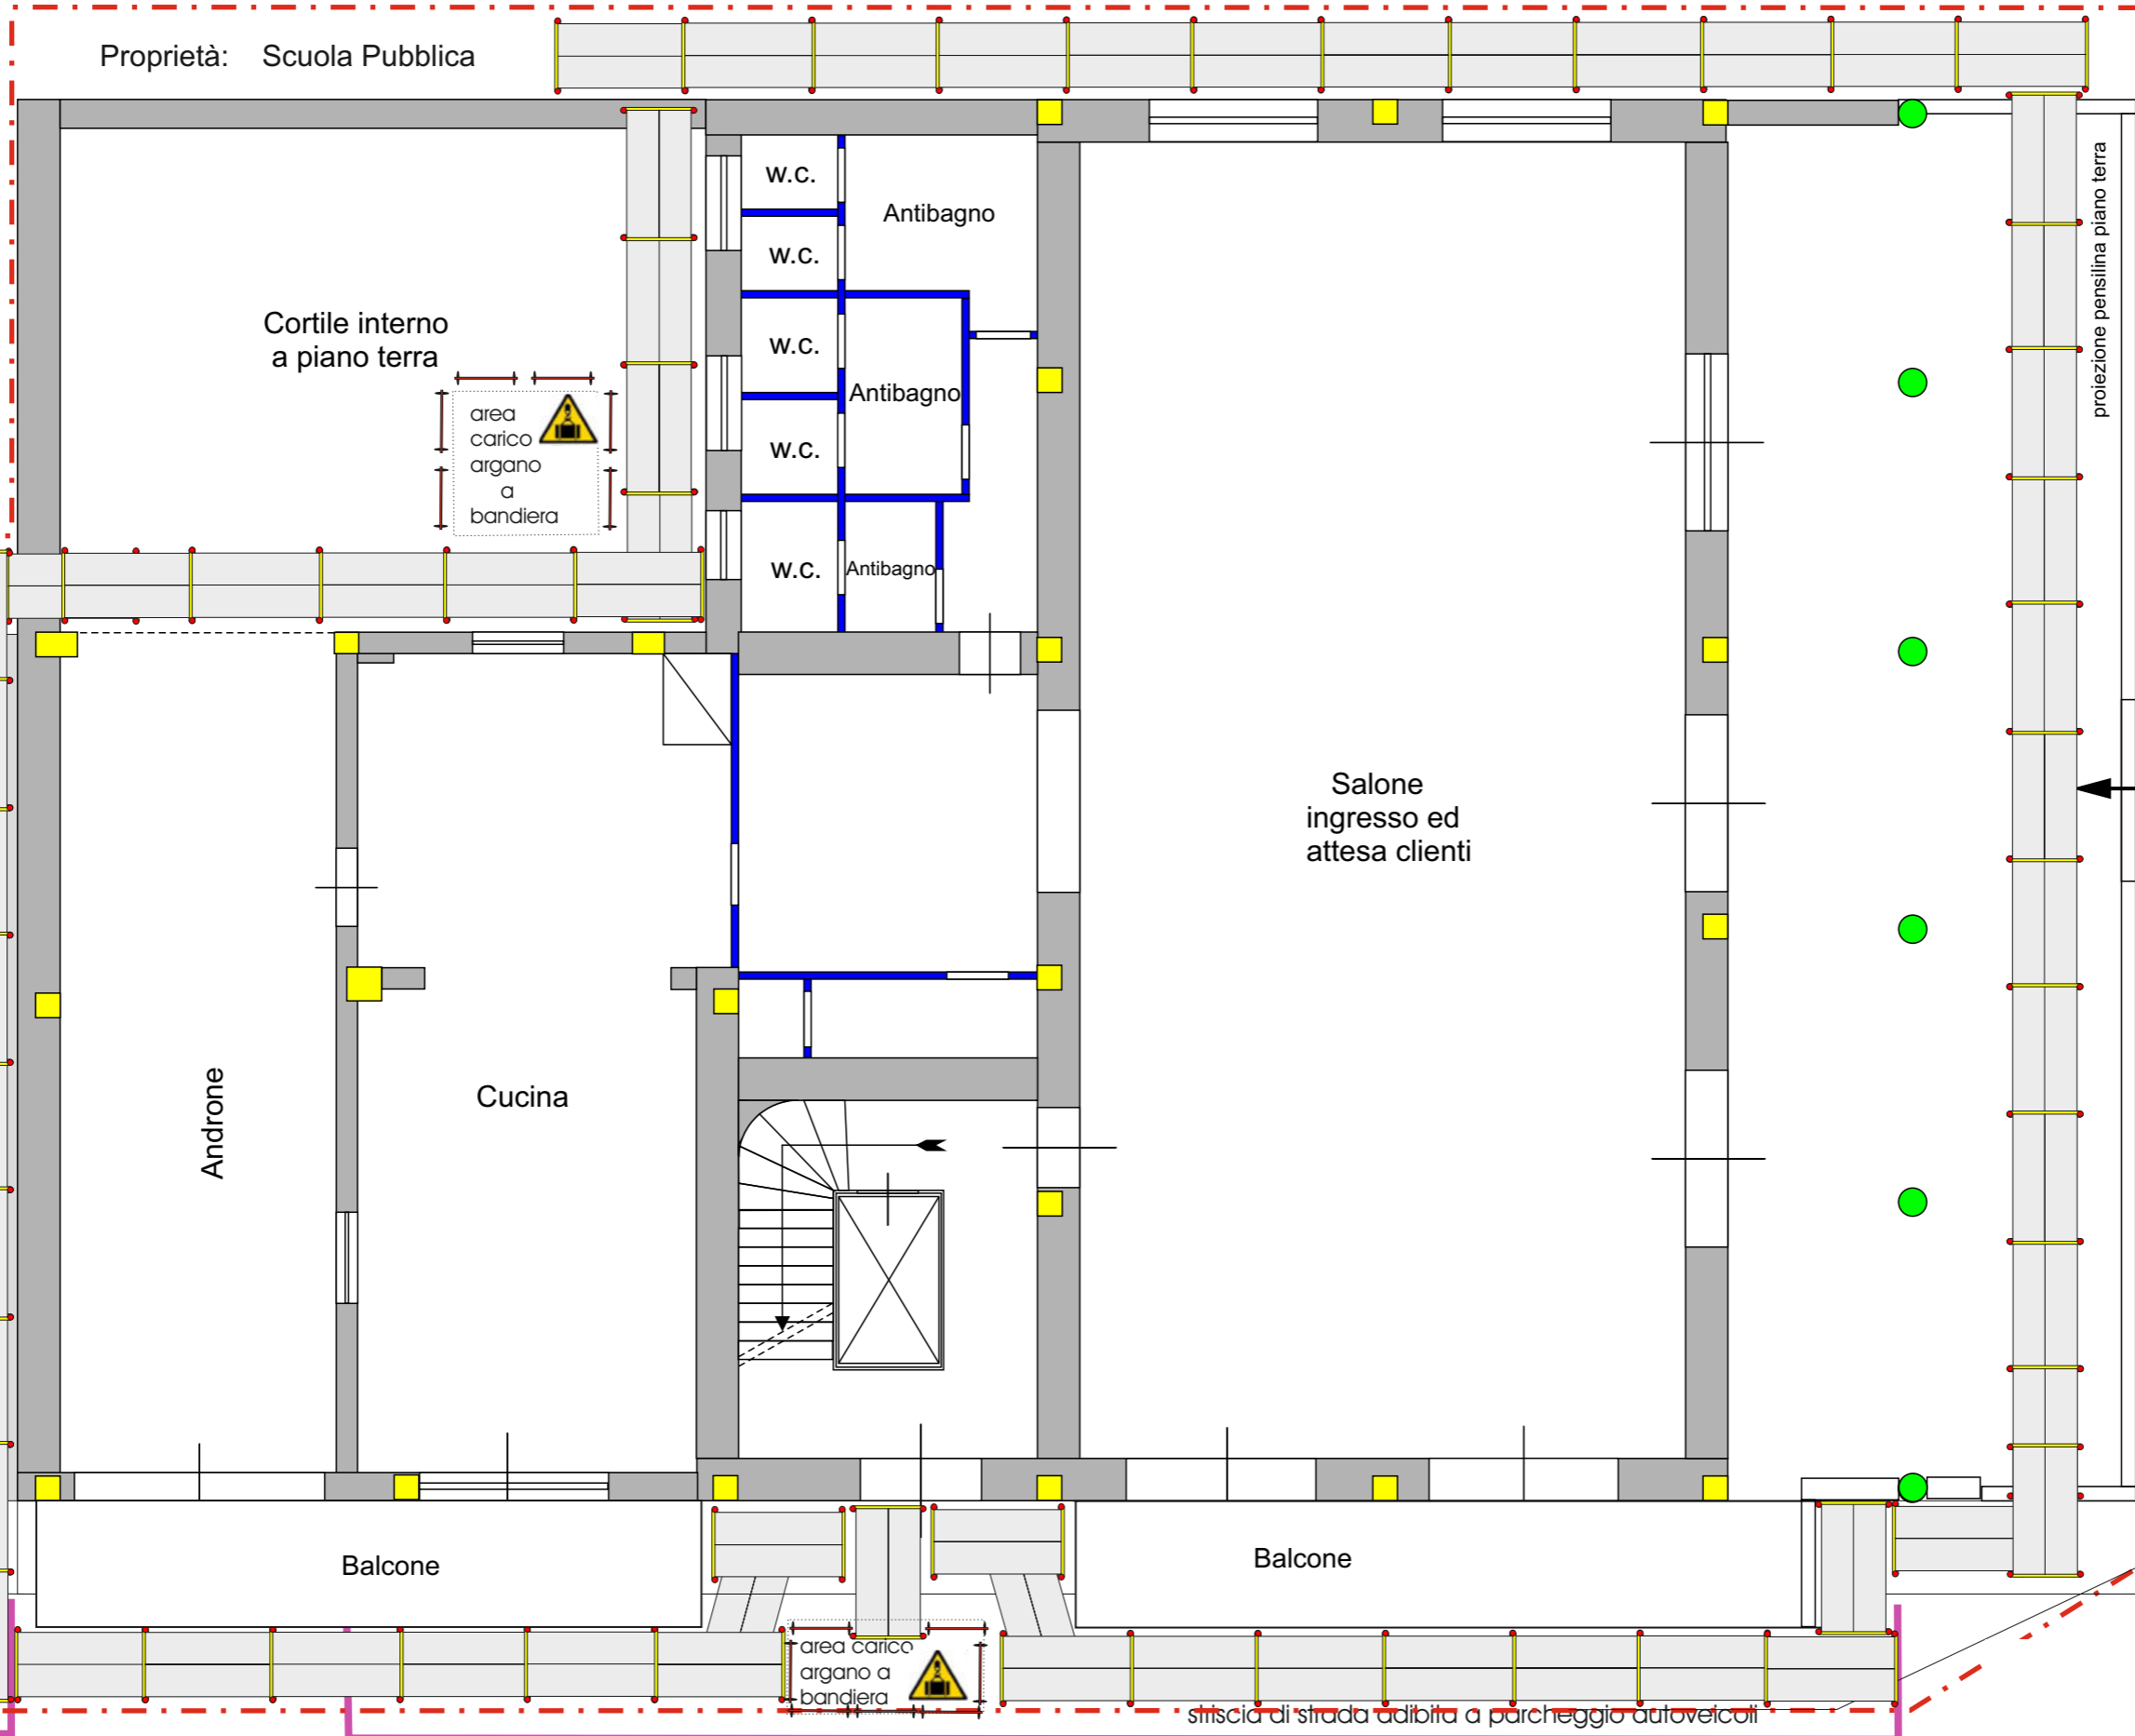 Proprietà: Scuola Pubblica
proiezione pensilina piano terra
w.c.
Antibagno
w.c.
Cortile interno
a piano terra
w.c.
Antibagno
area
carico
argano
a
bandiera
w.c.
w.c.
Antibagno
Salone
ingresso ed
attesa clienti
Androne
Cucina
Balcone
Balcone
area carico
argano a
bandiera
striscia di strada adibita a parcheggio autoveicoli